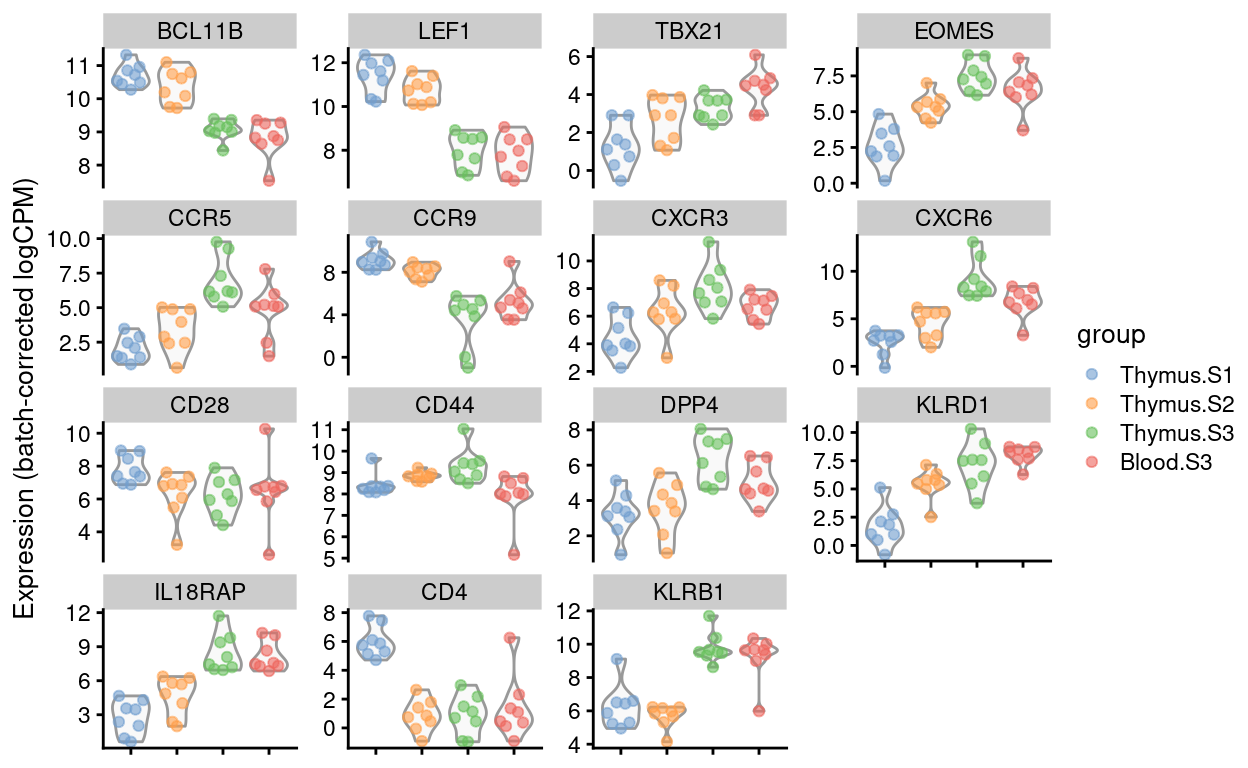 BCL11B LEF1 TBX21 EOMES
11 10 9 8
12 10 8
6 4 2 0
7.5 5.0 2.5 0.0
CCR5 CCR9 CXCR3 CXCR6
10.0 7.5 5.0 2.5
8 4 0
10 8 6 4 2
10 5 0
CD28 CD44 DPP4 KLRD1
10 8 6 4
11 10 9 8 7 6 5
8 6 4 2
10.0 7.5 5.0 2.5 0.0
IL18RAP CD4 KLRB1
12 9 6 3
8 6 4 2 0
12 10 8 6 4
Expression (batch-corrected logCPM)
group
Thymus.S1
Thymus.S2
Thymus.S3
Blood.S3